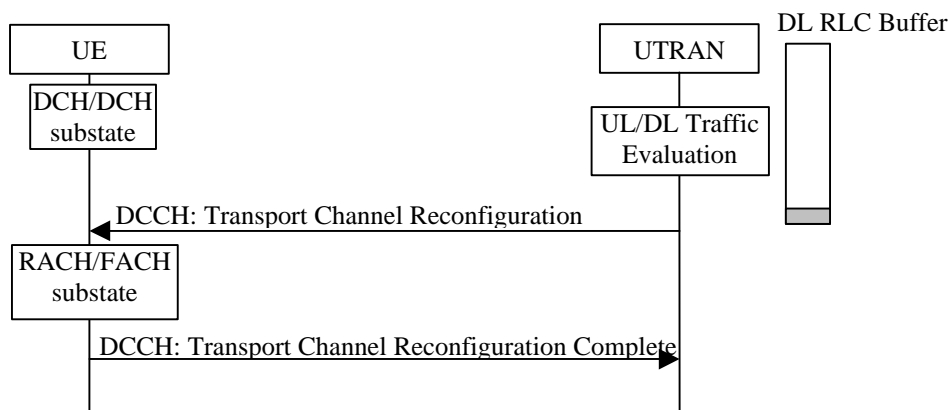 DL RLC Buffer
UE
UTRAN
DCH/DCH
substate
UL/DL Traffic
Evaluation
DCCH: Transport Channel Reconfiguration
RACH/FACH
substate
DCCH: Transport Channel Reconfiguration Complete